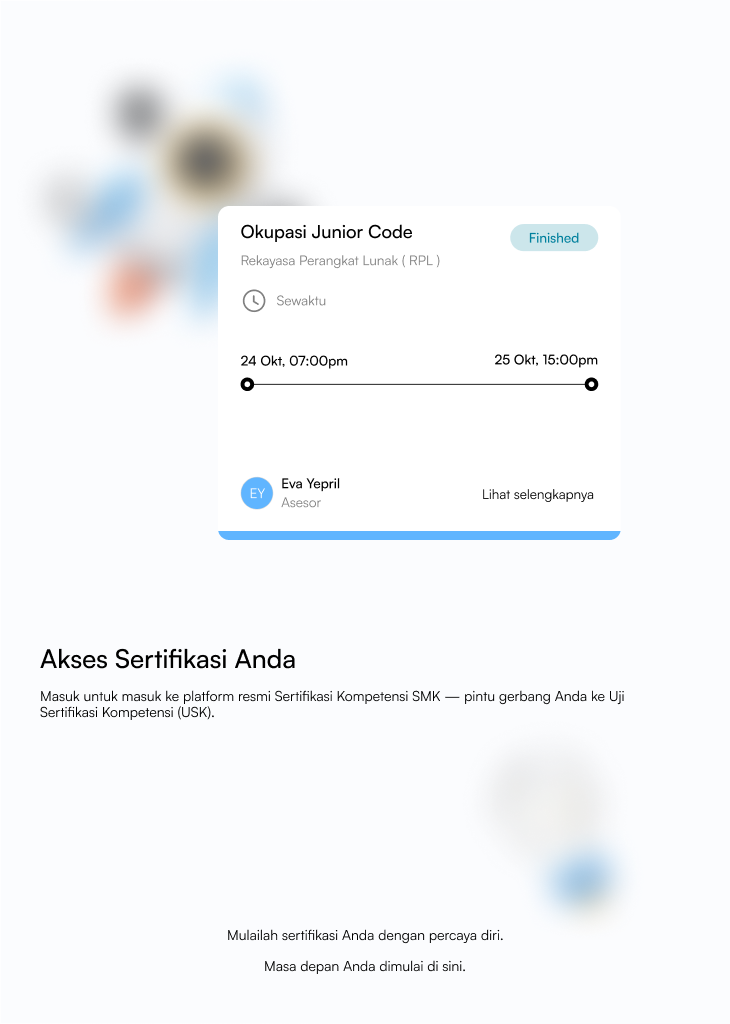 Okupasi Junior Code
Finished
Rekayasa Perangkat Lunak ( RPL )
Sewaktu
24 Okt, 07:00pm
25 Okt, 15:00pm
EY
Eva Yepril
Asesor
Lihat selengkapnya
Akses Sertifikasi Anda
Masuk untuk masuk ke platform resmi Sertifikasi Kompetensi SMK — pintu gerbang Anda ke Uji
Sertifikasi Kompetensi (USK).
Mulailah sertifikasi Anda dengan percaya diri.
Masa depan Anda dimulai di sini.